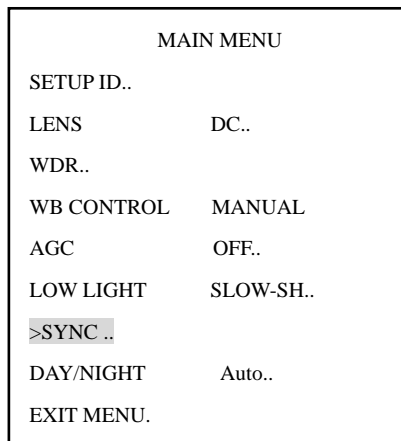 MAIN MENU
SETUP ID..
LENS DC..
WDR..
WB CONTROL MANUAL
AGC OFF..
LOW LIGHT SLOW-SH..
>SYNC ..
DAY/NIGHT Auto..
EXIT MENU.